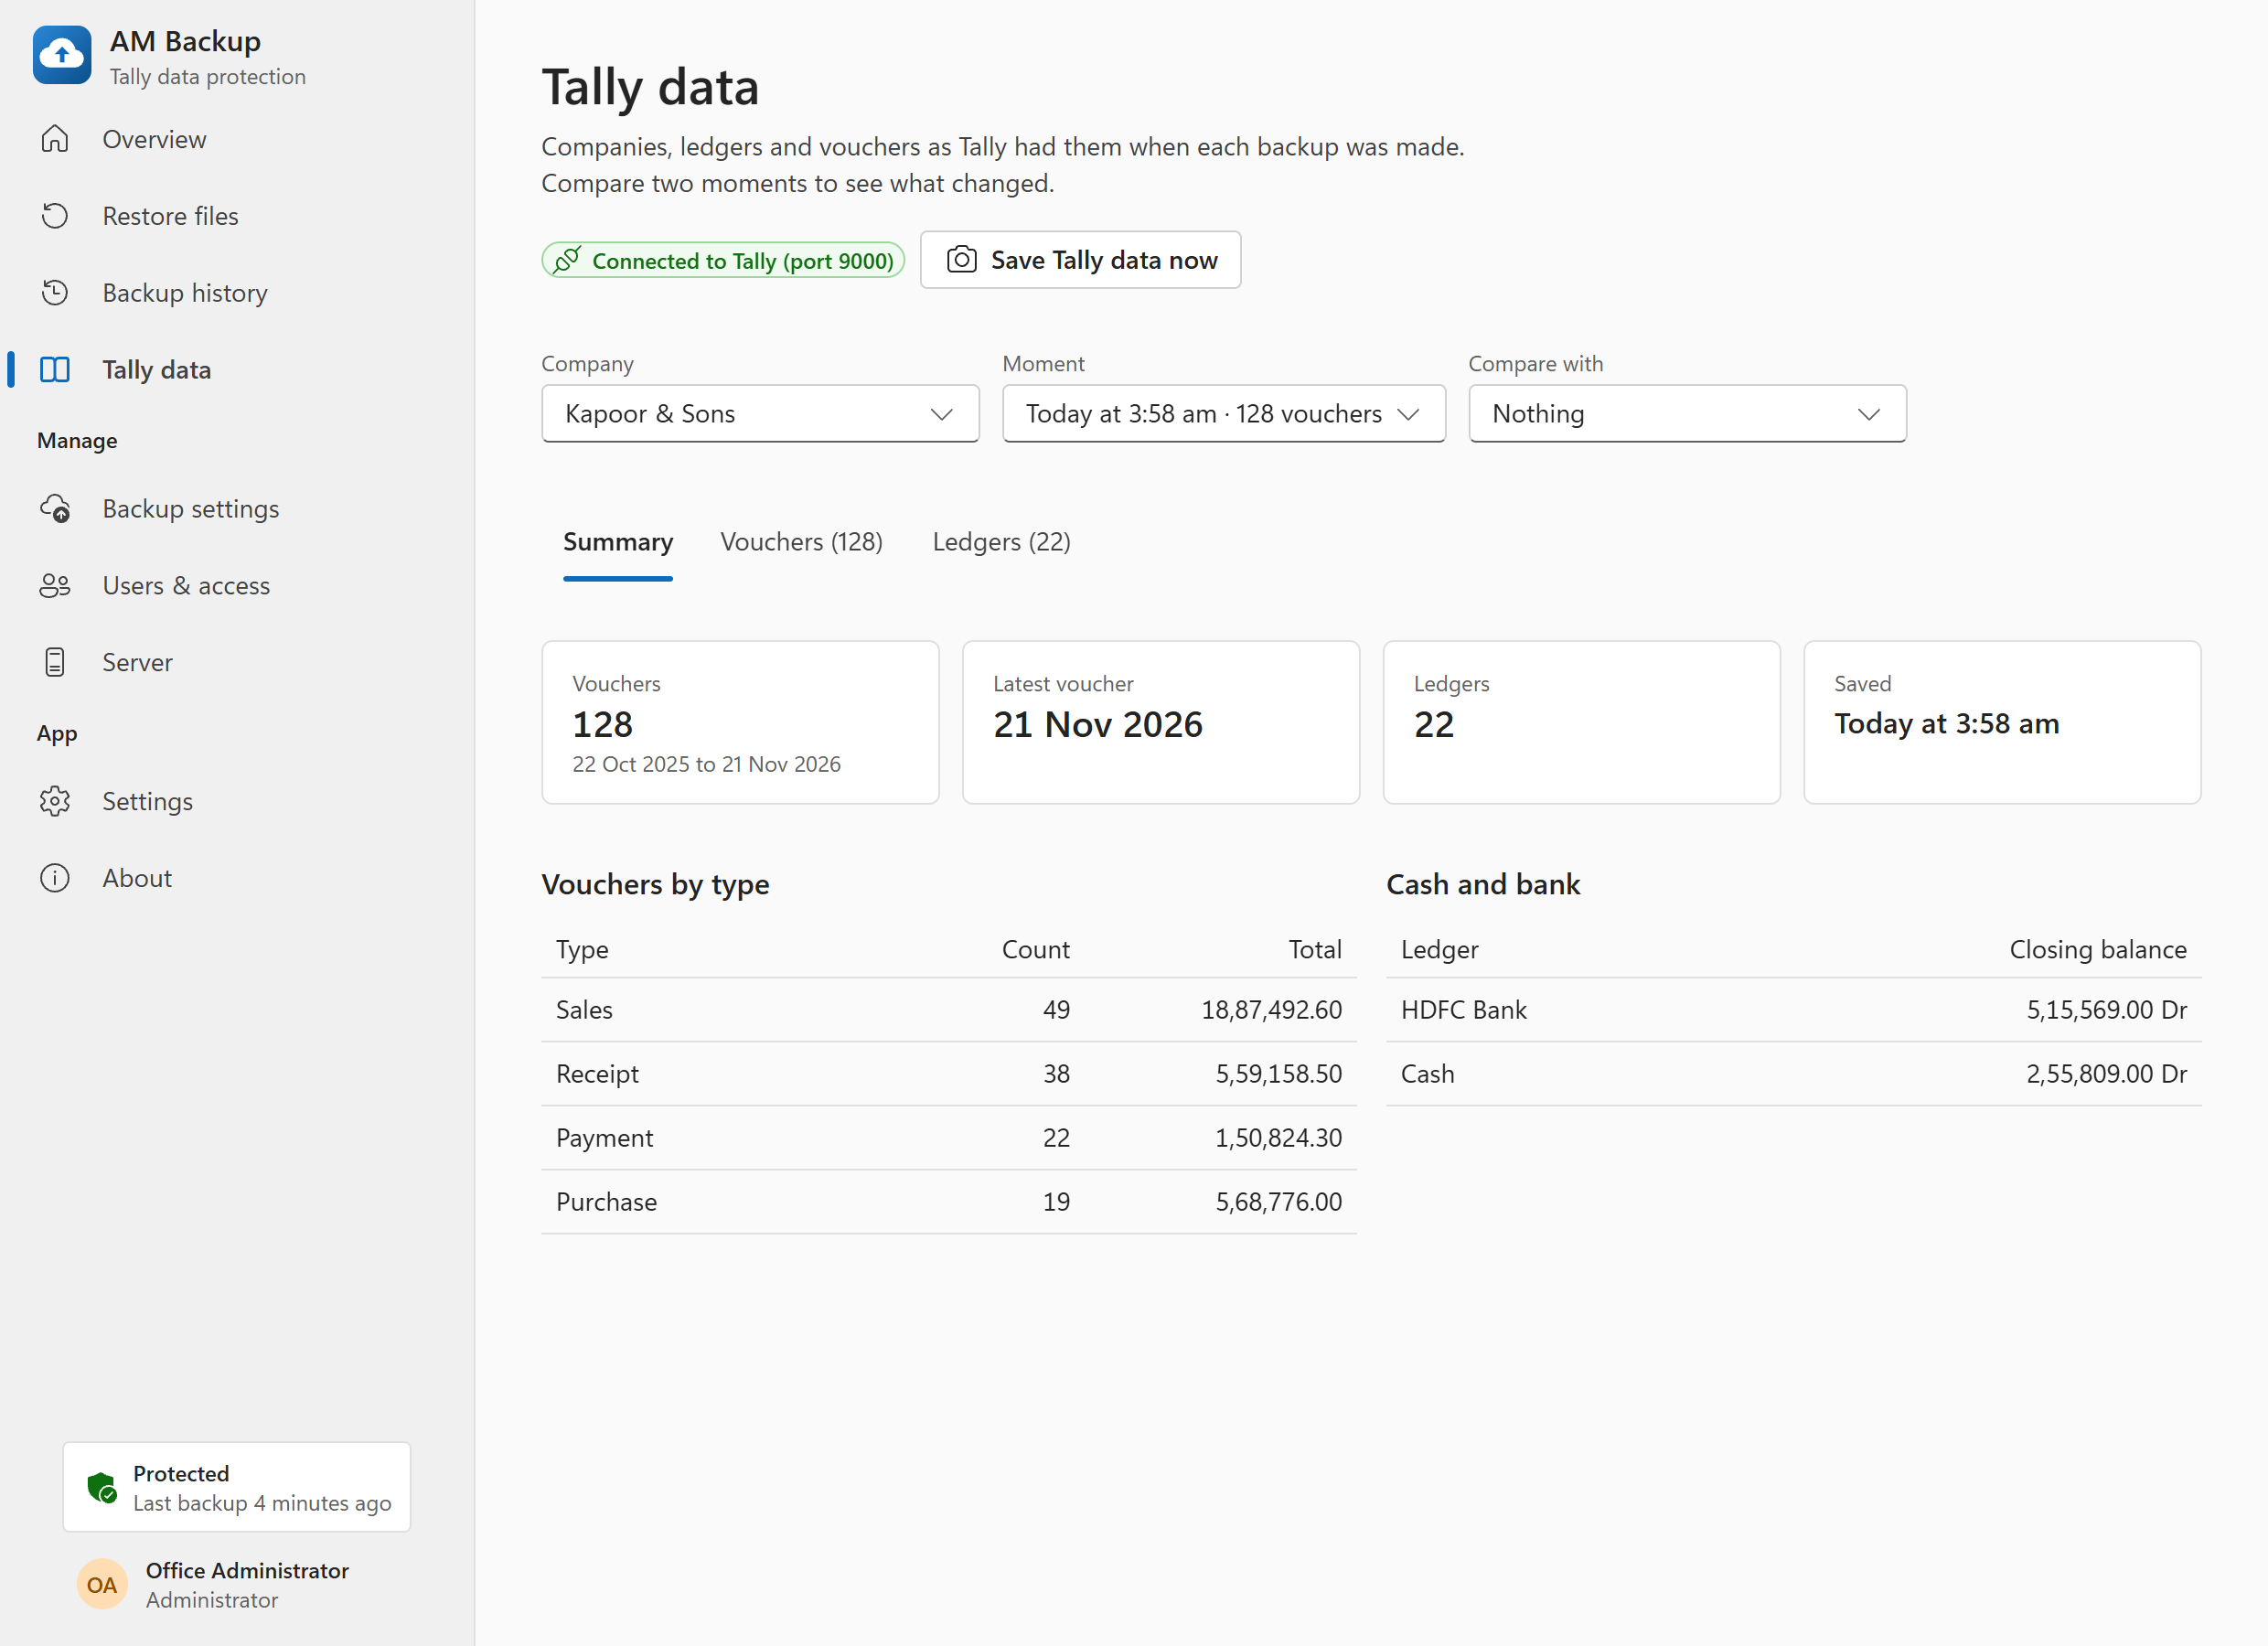 AM Backup
Tally data protection
Overview
Restore files
Backup history
Tally data
Manage
Backup settings
Users & access
Server
App
Settings
About
Protected
Last backup 4 minutes ago
OA
Office Administrator
Administrator
Tally data
Companies, ledgers and vouchers as Tally had them when each backup was made.
Compare two moments to see what changed.
Connected to Tally (port 9000)
Save Tally data now
Company
Moment
Compare with
Kapoor & Sons
Today at 3:58 am · 128 vouchers
Nothing
Summary
Vouchers (128)
Ledgers (22)
Vouchers
128
22 Oct 2025 to 21 Nov 2026
Latest voucher
21 Nov 2026
Ledgers
22
Saved
Today at 3:58 am
Vouchers by type
Type Count Total
Sales 49 18,87,492.60
Receipt 38 5,59,158.50
Payment 22 1,50,824.30
Purchase 19 5,68,776.00
Cash and bank
Ledger Closing balance
HDFC Bank 5,15,569.00 Dr
Cash 2,55,809.00 Dr